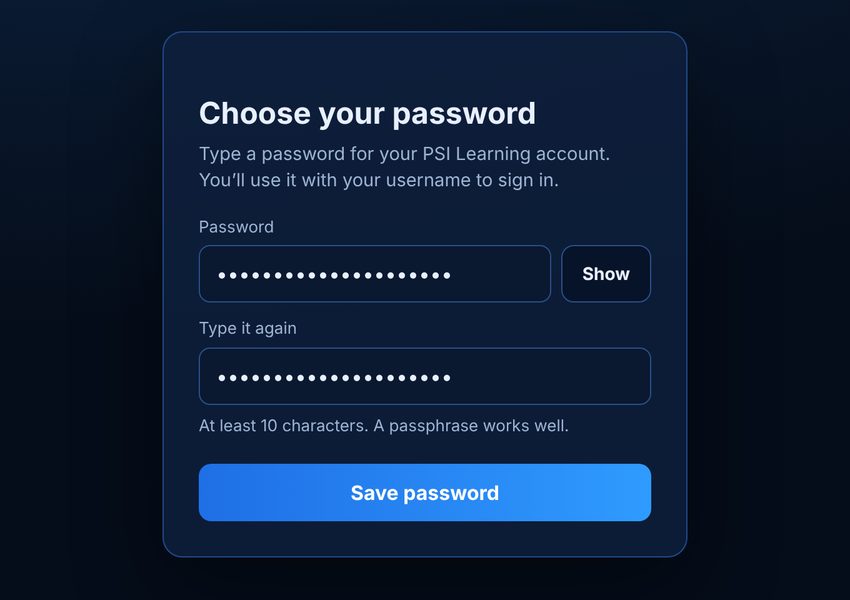 Choose your password
Type a password for your PSI Learning account.
You’ll use it with your username to sign in.
Password
••••••••••••••••••••• Show
Type it again
•••••••••••••••••••••
At least 10 characters. A passphrase works well.
Save password